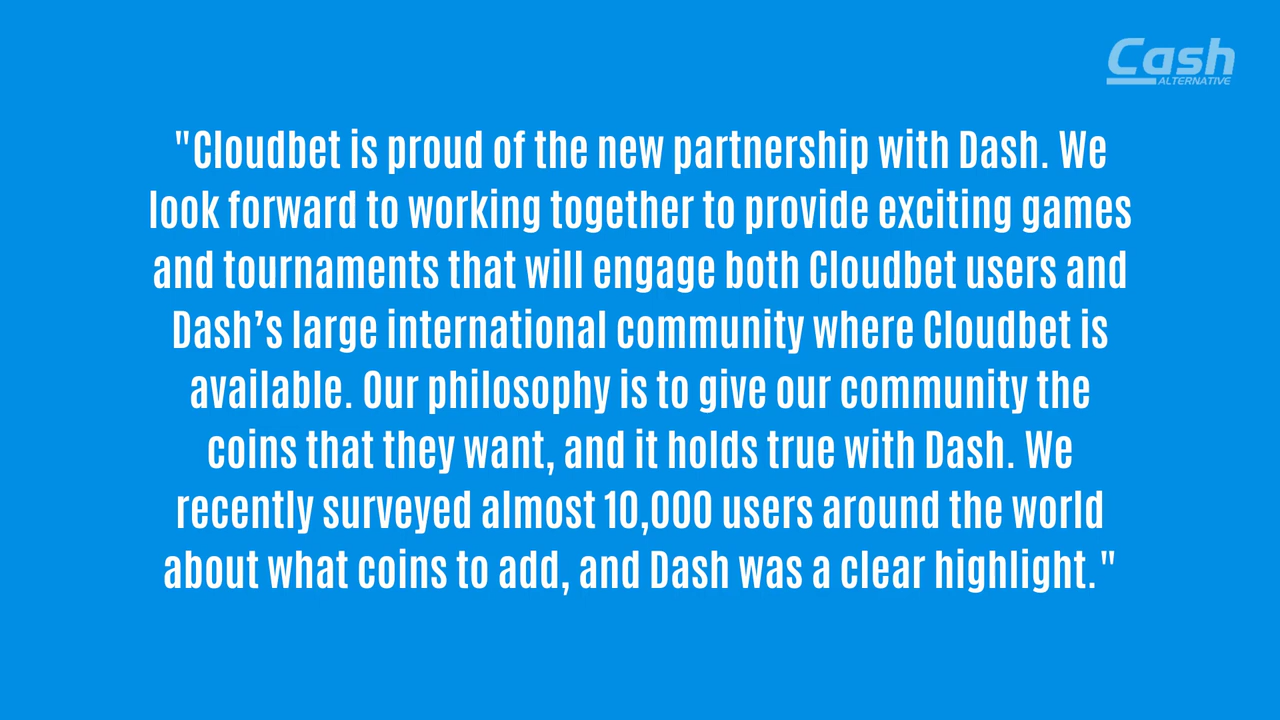 Cash
ALTERNATIVE
"Cloudbet is proud of the new partnership with Dash. We
look forward to working together to provide exciting games
and tournaments that will engage both Cloudbet users and
Dash’s large international community where Cloudbet is
available. Our philosophy is to give our community the
coins that they want, and it holds true with Dash. We
recently surveyed almost 10,000 users around the world
about what coins to add, and Dash was a clear highlight."